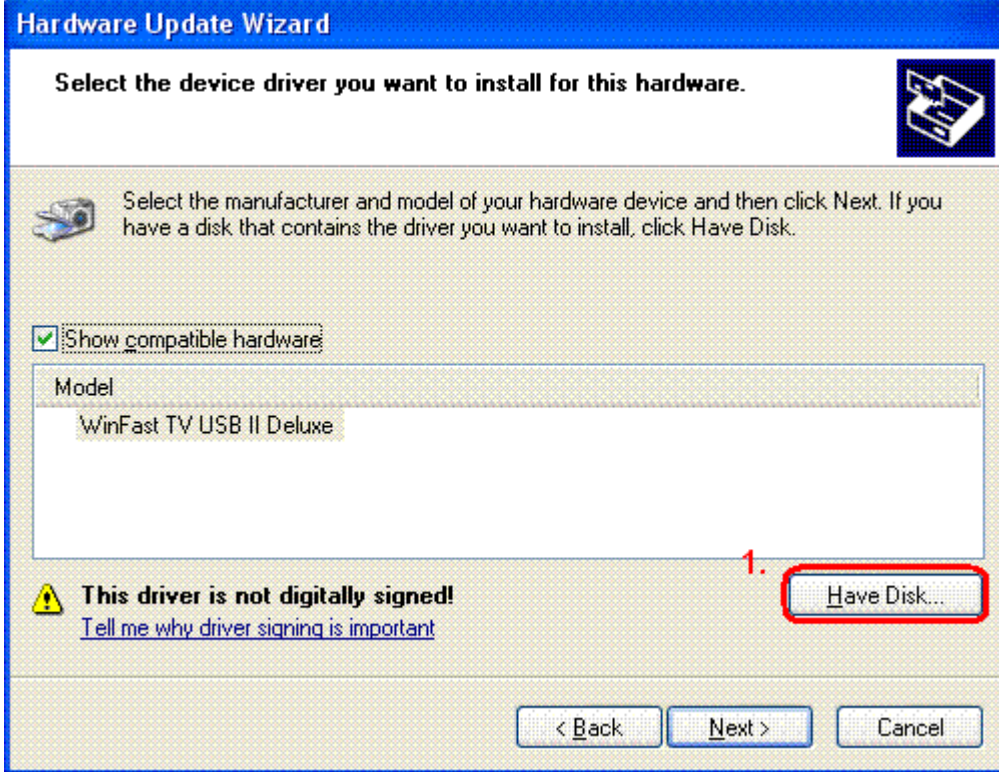 Hardware Update Wizard
Select the device driver you want to install for this hardware.
Select the manufacturer and model of your hardware device and then click Next. If you
have a disk that contains the driver you want to install, click Have Disk.
Show compatible hardware
Model
WinFast TV USB II Deluxe
1.
This driver is not digitally signed!
Have Disk...
Tell me why driver signing is important
< Back
Next >
Cancel